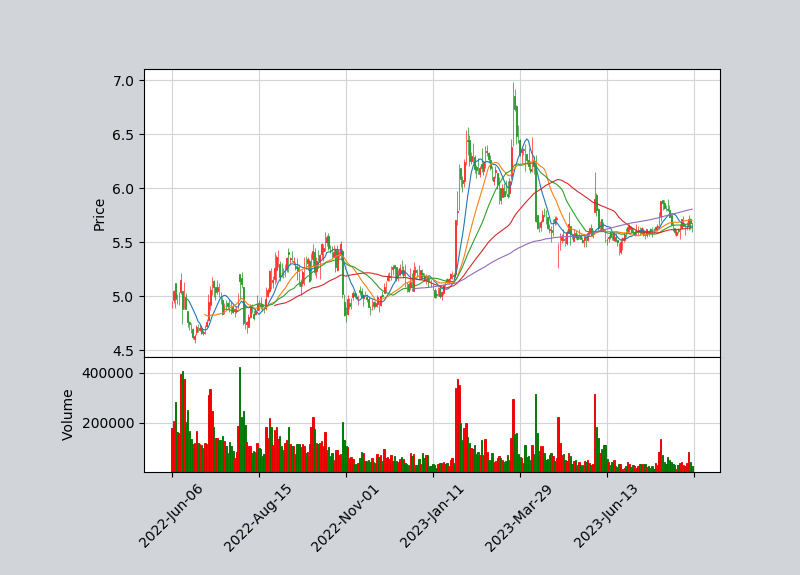 7.0
6.5
6.0
5.5
5.0
4.5
Price
400000
200000
Volume
2022-Jun-06
2022-Aug-15
2022-Nov-01
2023-Jan-11
2023-Mar-29
2023-Jun-13